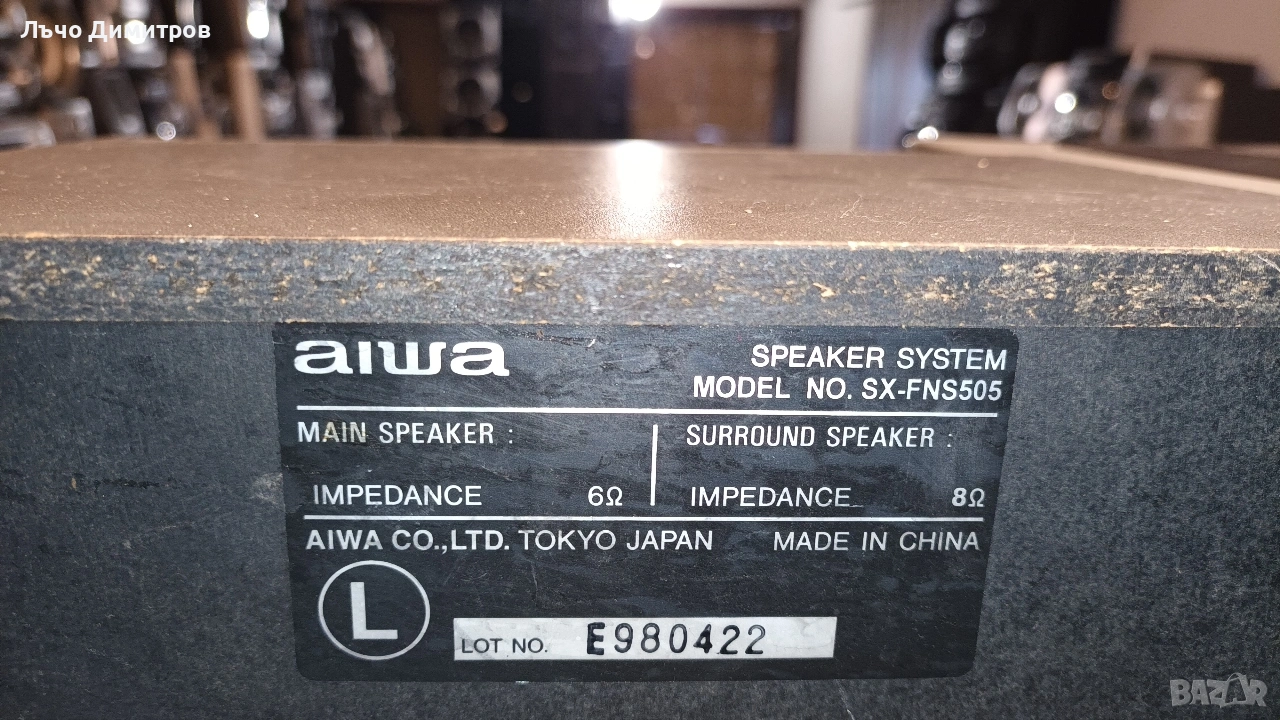 Лъчо Димитров
aiwa
SPEAKER SYSTEM
MODEL NO. SX-FNS505
MAIN SPEAKER :
IMPEDANCE 6Ω
SURROUND SPEAKER :
IMPEDANCE 8Ω
AIWA CO.,LTD. TOKYO JAPAN MADE IN CHINA
L
LOT NO. E980422
BAZAR